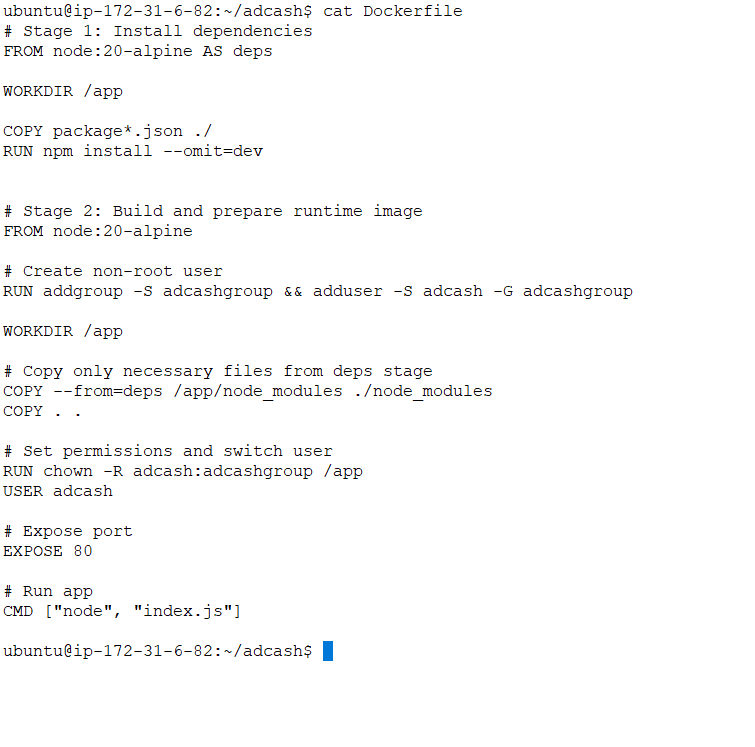 ubuntu@ip-172-31-6-82:~/adcash$ cat Dockerfile
# Stage 1: Install dependencies
FROM node:20-alpine AS deps
WORKDIR /app
COPY package*.json ./
RUN npm install --omit=dev
# Stage 2: Build and prepare runtime image
FROM node:20-alpine
# Create non-root user
RUN addgroup -S adcashgroup && adduser -S adcash -G adcashgroup
WORKDIR /app
# Copy only necessary files from deps stage
COPY --from=deps /app/node_modules ./node_modules
COPY . .
# Set permissions and switch user
RUN chown -R adcash:adcashgroup /app
USER adcash
# Expose port
EXPOSE 80
# Run app
CMD ["node", "index.js"]
ubuntu@ip-172-31-6-82:~/adcash$